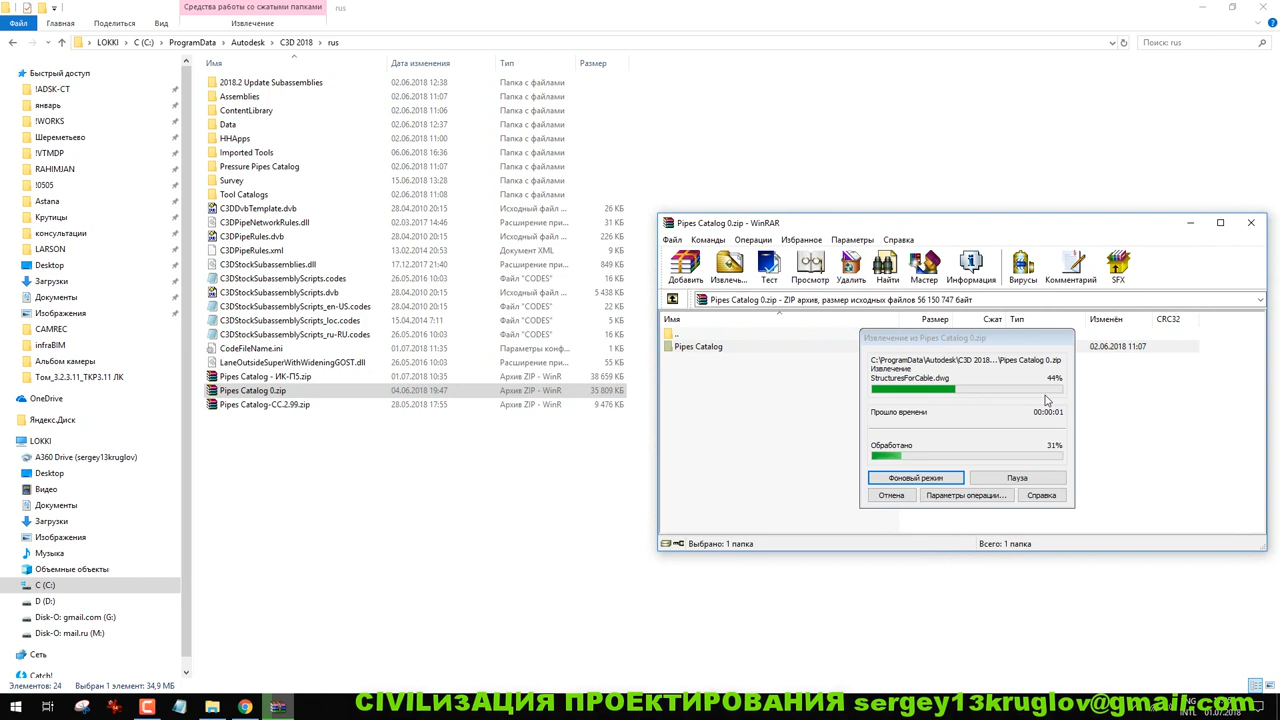 Средства работы со сжатыми папками
rus
Файл
Главная
Поделиться
Вид
Извлечение
LOKKI > C (C:) > ProgramData > Autodesk > C3D 2018 > rus
Поиск: rus
Имя
Дата изменения
Тип
Размер
Быстрый доступ
!ADSK-CT
январь
!WORKS
Шереметьево
!VTMDP
RAHIMJAN
!0505
Astana
Крутицы
консультации
LARSON
Desktop
Загрузки
Документы
Изображения
CAMREC
infraBIM
Альбом камеры
Том_3.2.3.11_ТКР3.11 ЛК
OneDrive
Яндекс.Диск
LOKKI
A360 Drive (sergey13kruglov)
Desktop
Видео
Документы
Загрузки
Изображения
Музыка
Объемные объекты
C (C:)
D (D:)
Disk-O: gmail.com (G:)
Disk-O: mail.ru (M:)
Сеть
Catch!
2018.2 Update Subassemblies 02.06.2018 12:38 Папка с файлами
Assemblies 02.06.2018 11:07 Папка с файлами
ContentLibrary 02.06.2018 11:06 Папка с файлами
Data 02.06.2018 12:37 Папка с файлами
HHApps 02.06.2018 11:00 Папка с файлами
Imported Tools 06.06.2018 16:36 Папка с файлами
Pressure Pipes Catalog 02.06.2018 11:07 Папка с файлами
Survey 15.06.2018 13:28 Папка с файлами
Tool Catalogs 02.06.2018 11:08 Папка с файлами
C3DDvbTemplate.dvb 28.04.2010 20:15 Исходный файл ... 26 КБ
C3DPipeNetworkRules.dll 02.03.2017 14:46 Расширение при... 31 КБ
C3DPipeRules.dvb 28.04.2010 20:15 Исходный файл ... 226 КБ
C3DPipeRules.xml 13.02.2014 20:53 Документ XML 9 КБ
C3DStockSubassemblies.dll 17.12.2017 21:40 Расширение при... 849 КБ
C3DStockSubassemblyScripts.codes 26.05.2016 10:03 Файл "CODES" 16 КБ
C3DStockSubassemblyScripts.dvb 28.04.2010 20:15 Исходный файл ... 5 438 КБ
C3DStockSubassemblyScripts_en-US.codes 28.04.2010 20:15 Файл "CODES" 22 КБ
C3DStockSubassemblyScripts_loc.codes 15.04.2014 7:11 Файл "CODES" 5 КБ
C3DStockSubassemblyScripts_ru-RU.codes 26.05.2016 10:03 Файл "CODES" 16 КБ
CodeFileName.ini 01.07.2018 11:35 Параметры конф... 1 КБ
LaneOutsideSuperWithWideningGOST.dll 26.05.2016 10:35 Расширение при... 62 КБ
Pipes Catalog - ИК-П5.zip 01.07.2018 10:35 Архив ZIP - WinR 38 659 КБ
Pipes Catalog 0.zip 04.06.2018 19:47 Архив ZIP - WinR 35 809 КБ
Pipes Catalog-CC.2.99.zip 28.05.2018 17:55 Архив ZIP - WinR 9 476 КБ
Pipes Catalog 0.zip - WinRAR
Файл Команды Операции Избранное Параметры Справка
Добавить Извлечь... Тест Просмотр Удалить Найти Мастер Информация Вирусы Комментарий SFX
Pipes Catalog 0.zip - ZIP архив, размер исходных файлов 56 150 747 байт
Имя Размер Сжат Тип Изменён CRC32
..
Pipes Catalog
02.06.2018 11:07
Извлечение из Pipes Catalog 0.zip
C:\ProgramData\Autodesk\C3D 2018...\Pipes Catalog 0.zip
Извлечение
StructuresForCable.dwg 44%
Прошло времени 00:00:01
Обработано 31%
Фоновый режим Пауза
Отмена Параметры операции... Справка
Выбрано: 1 папка
Всего: 1 папка
Элементов: 24 Выбран 1 элемент: 34,9 МБ
CIVILИЗАЦИЯ ПРОЕКТИРОВАНИЯ sergey13kruglov@gmail.com
ENG
INTL
01.07.2018